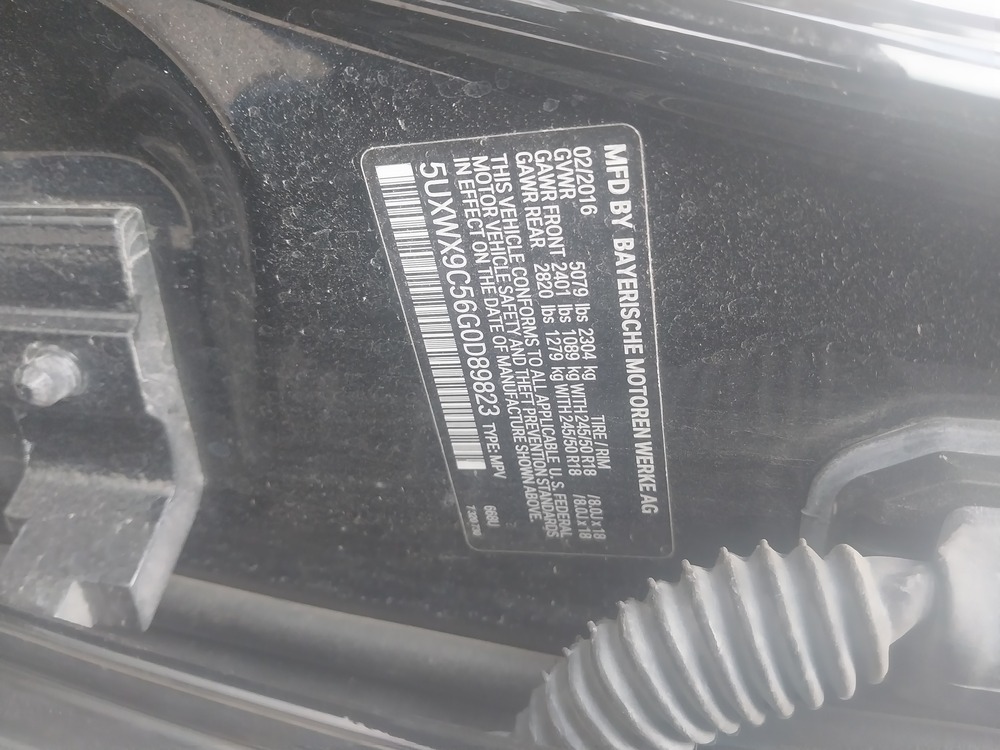 MFD BY BAYERISCHE MOTOREN WERKE AG
02/2016 TIRE / RIM
GVWR 5079 lbs 2304 kg
GAWR FRONT 2401 lbs 1089 kg WITH 245/50 R18 /8.0J x 18
GAWR REAR 2820 lbs 1279 kg WITH 245/50 R18 /8.0J x 18
THIS VEHICLE CONFORMS TO ALL APPLICABLE U. S. FEDERAL
MOTOR VEHICLE SAFETY AND THEFT PREVENTION STANDARDS
IN EFFECT ON THE DATE OF MANUFACTURE SHOWN ABOVE.
5UXWX9C56G0D89823 TYPE: MPV 668U